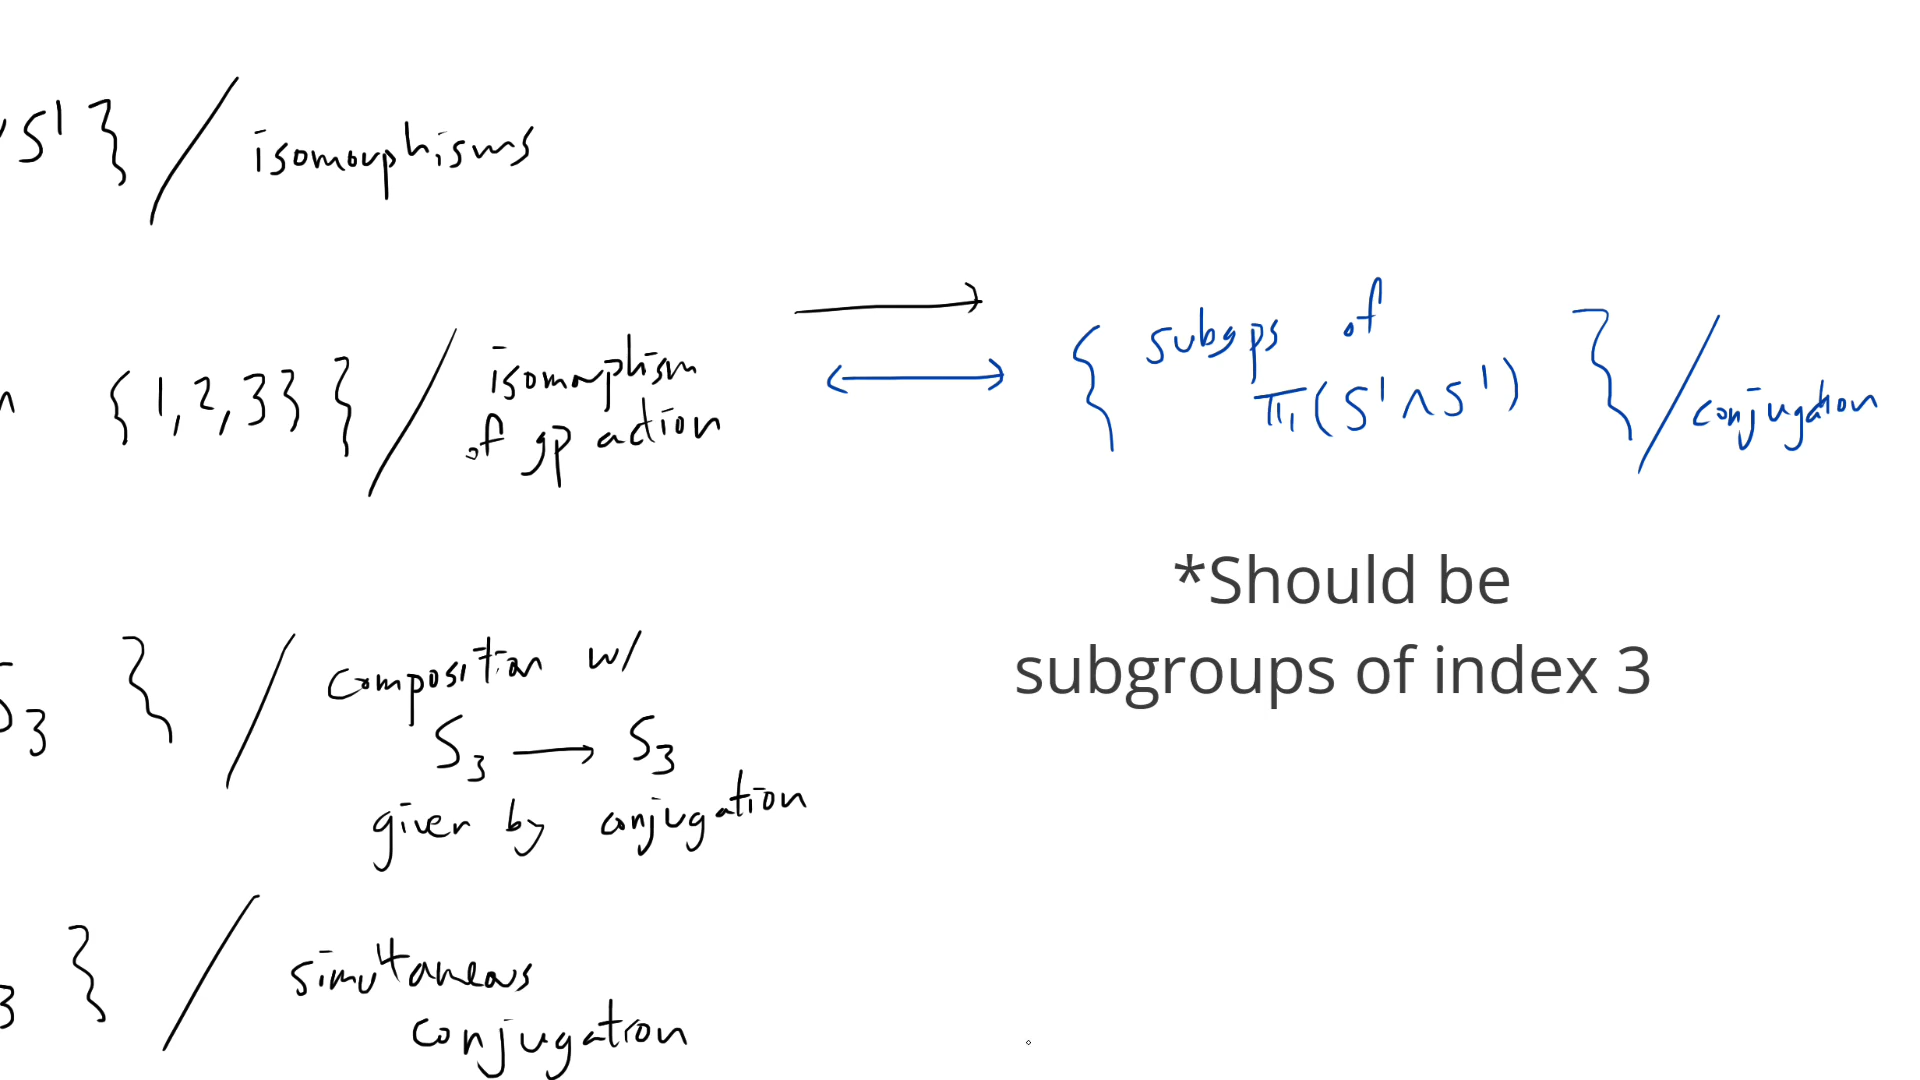 S¹ } / isomorphisms
{1,2,3} } / isomorphism
of gp action
→
↔ { subgps of
π₁(S¹∧S¹) } / conjugation
*Should be
subgroups of index 3
S₃ } / composition w/
S₃ → S₃
given by conjugation
3 } / simultaneous
conjugation